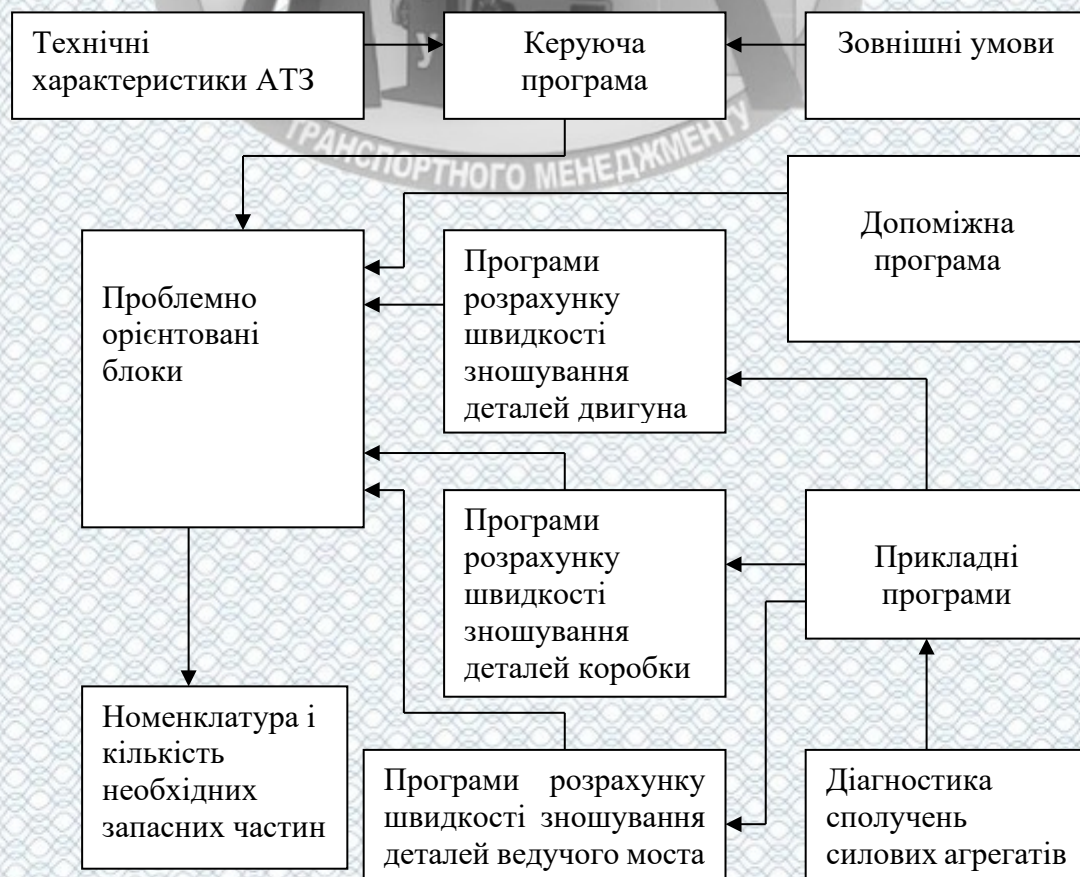 Технічні
характеристики АТЗ
Керуюча
програма
Зовнішні умови
У
ТРАНСПОРТНОГО МЕНЕДЖМЕНТУ
Допоміжна
програма
Проблемно
орієнтовані
блоки
Програми
розрахунку
швидкості
зношування
деталей двигуна
Програми
розрахунку
швидкості
зношування
деталей коробки
Прикладні
програми
Номенклатура і
кількість
необхідних
запасних частин
Програми розрахунку
швидкості зношування
деталей ведучого моста
Діагностика
сполучень
силових агрегатів